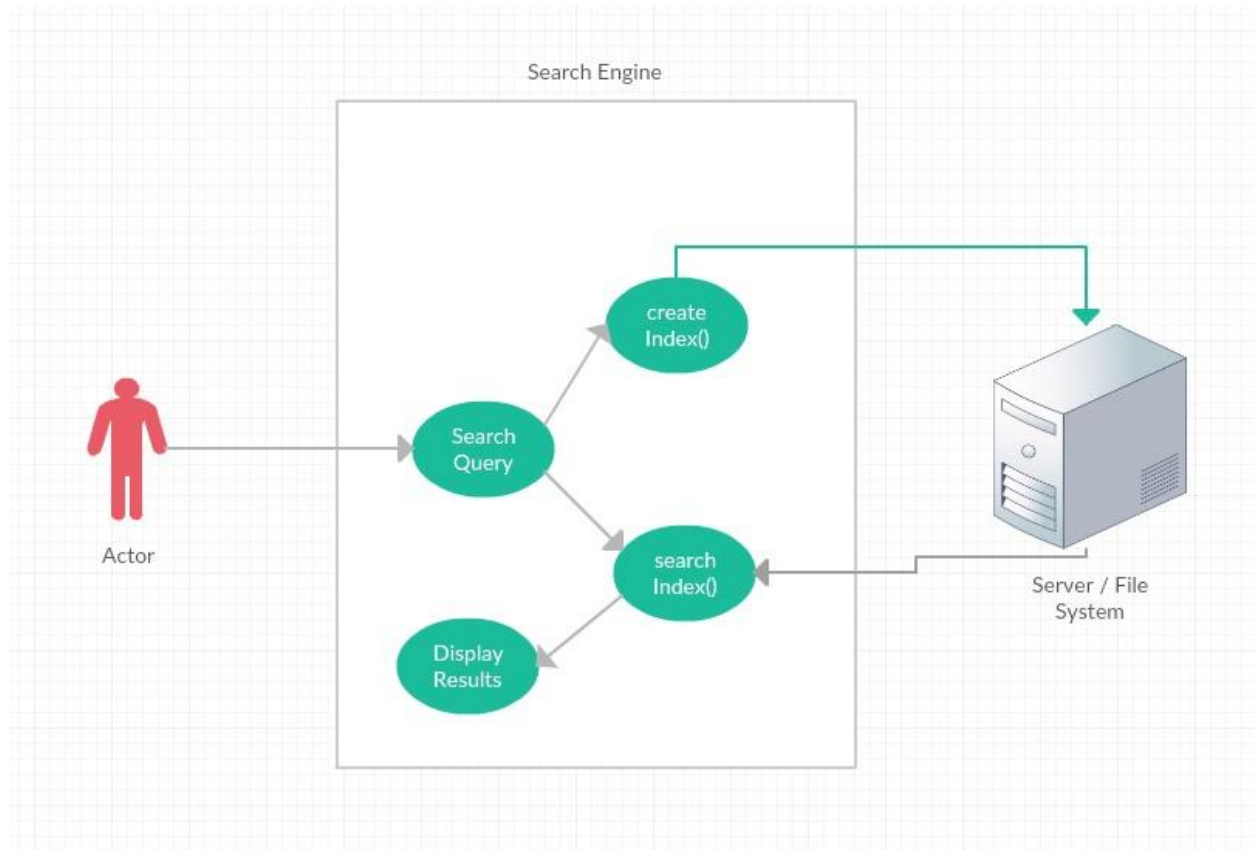 Search Engine
create
Index()
Search
Query
Actor
search
Index()
Server / File
System
Display
Results